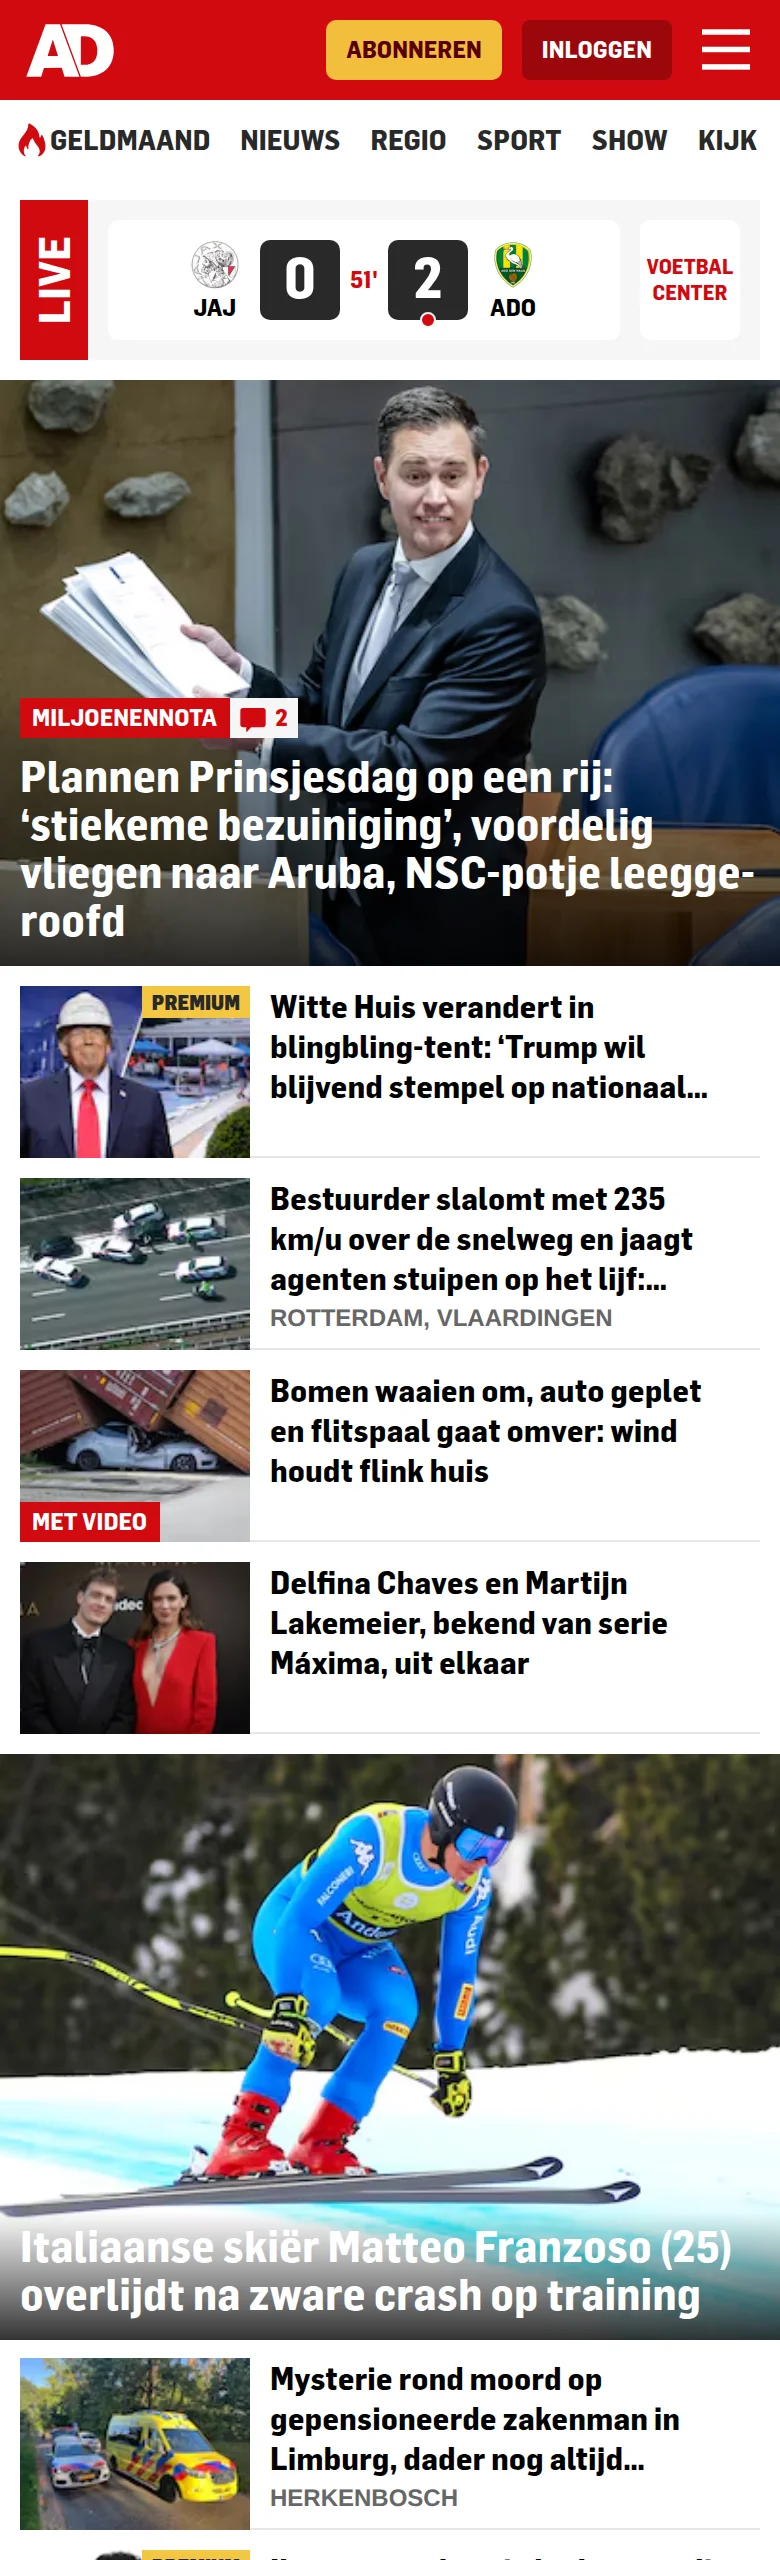 AD
ABONNEREN
INLOGGEN
GELDMAAND NIEUWS REGIO SPORT SHOW KIJK
LIVE
JAJ
0
51'
2
ADO
VOETBAL
CENTER
MILJOENENNOTA
2
Plannen Prinsjesdag op een rij:
‘stiekeme bezuiniging’, voordelig
vliegen naar Aruba, NSC-potje leegge-
roofd
PREMIUM
Witte Huis verandert in
blingbling-tent: ‘Trump wil
blijvend stempel op nationaal...
Bestuurder slalomt met 235
km/u over de snelweg en jaagt
agenten stuipen op het lijf:...
ROTTERDAM, VLAARDINGEN
Bomen waaien om, auto geplet
en flitspaal gaat omver: wind
houdt flink huis
MET VIDEO
Delfina Chaves en Martijn
Lakemeier, bekend van serie
Máxima, uit elkaar
FALCONERI
Audi
Italiaanse skiër Matteo Franzoso (25)
overlijdt na zware crash op training
Mysterie rond moord op
gepensioneerde zakenman in
Limburg, dader nog altijd...
HERKENBOSCH